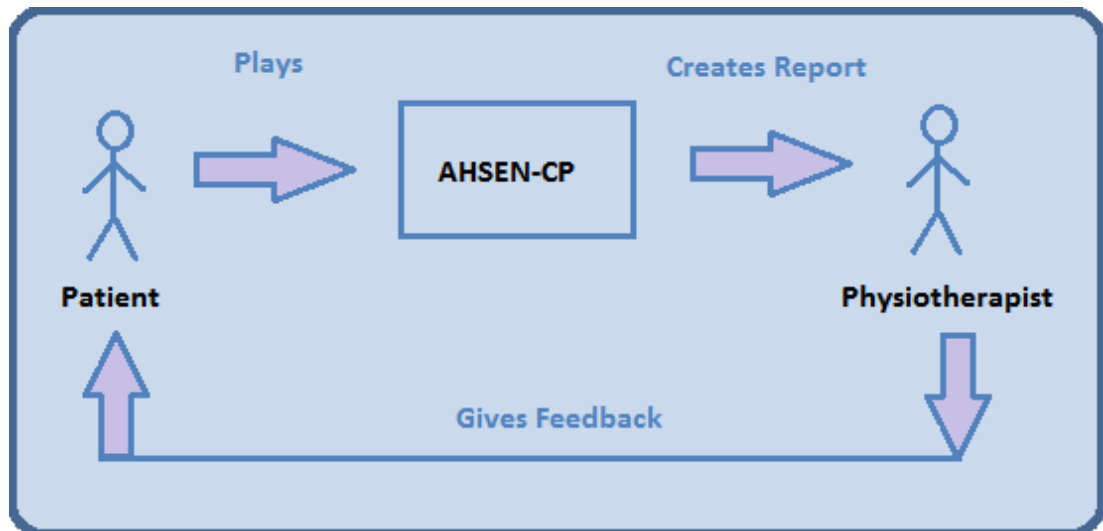 Plays
Creates Report
AHSEN-CP
Patient
Physiotherapist
Gives Feedback